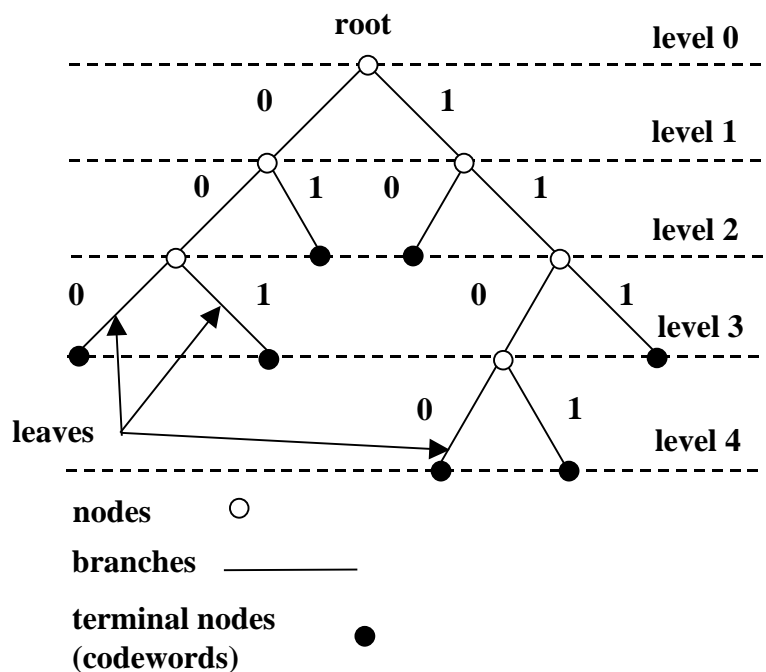 root
level 0
0 1
level 1
0 1 0 1
level 2
0 1 0 1
level 3
0 1
leaves
level 4
nodes
branches
terminal nodes
(codewords)